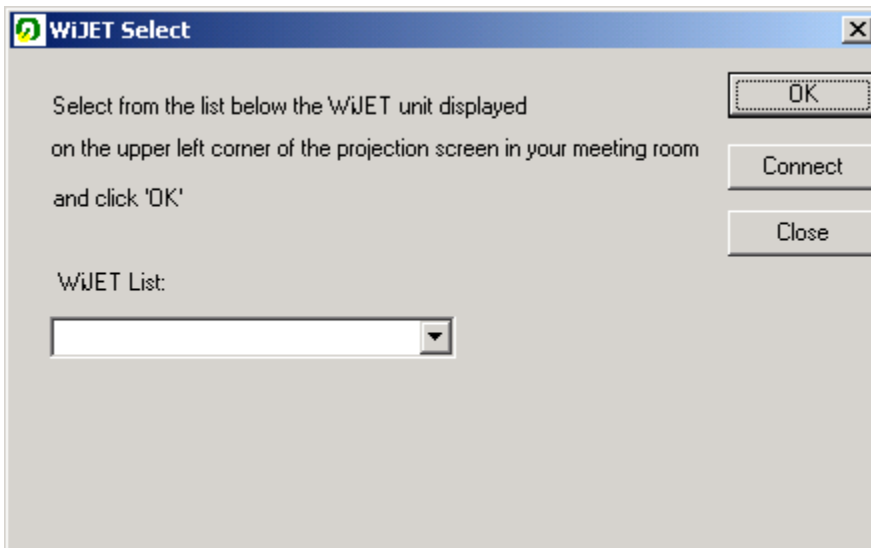 WiJET Select
Select from the list below the WiJET unit displayed
on the upper left corner of the projection screen in your meeting room
and click 'OK'
OK
Connect
Close
WiJET List: